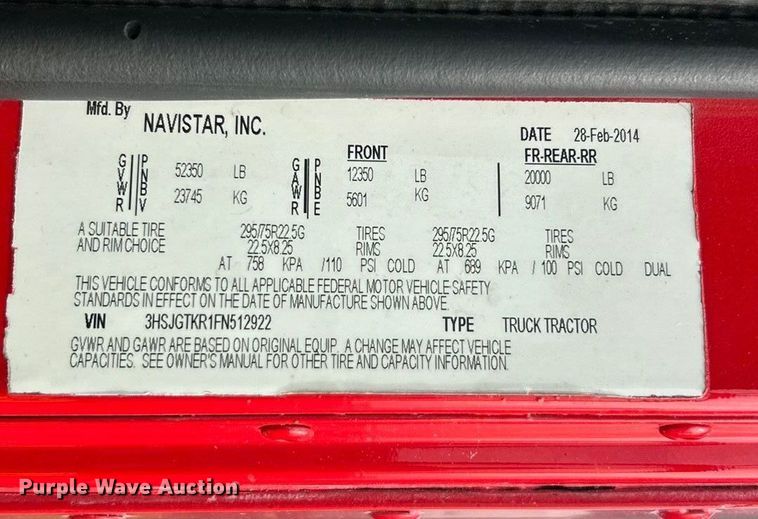 Mfd. By
NAVISTAR, INC.
DATE 28-Feb-2014
FRONT FR-REAR-RR
GVWR PNBV 52350 LB GAWR PNBE 12350 LB 20000 LB
23745 KG 5601 KG 9071 KG
A SUITABLE TIRE 295/75R22.5G TIRES 295/75R22.5G TIRES
AND RIM CHOICE 22.5X8.25 RIMS 22.5X8.25 RIMS
AT 758 KPA /110 PSI COLD AT 689 KPA / 100 PSI COLD DUAL
THIS VEHICLE CONFORMS TO ALL APPLICABLE FEDERAL MOTOR VEHICLE SAFETY
STANDARDS IN EFFECT ON THE DATE OF MANUFACTURE SHOWN ABOVE.
VIN 3HSJGTKR1FN512922 TYPE TRUCK TRACTOR
GVWR AND GAWR ARE BASED ON ORIGINAL EQUIP. A CHANGE MAY AFFECT VEHICLE
CAPACITIES. SEE OWNER'S MANUAL FOR OTHER TIRE AND CAPACITY INFORMATION.
Purple Wave Auction